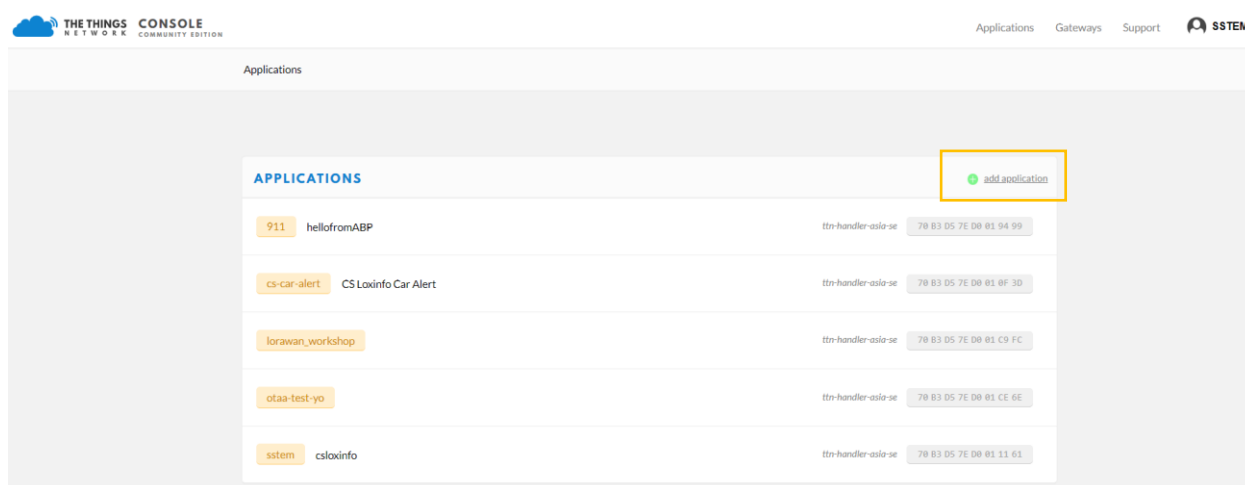 THE THINGS NETWORK CONSOLE COMMUNITY EDITION
Applications Gateways Support SSTEM
Applications
APPLICATIONS add application
911 hellofromABP ttn-handler-asia-se 70 B3 D5 7E D0 01 94 99
cs-car-alert CS Loxinfo Car Alert ttn-handler-asia-se 70 B3 D5 7E D0 01 0F 3D
lorawan_workshop ttn-handler-asia-se 70 B3 D5 7E D0 01 C9 FC
otaa-test-yo ttn-handler-asia-se 70 B3 D5 7E D0 01 CE 6E
sstem csloxinfo ttn-handler-asia-se 70 B3 D5 7E D0 01 11 61